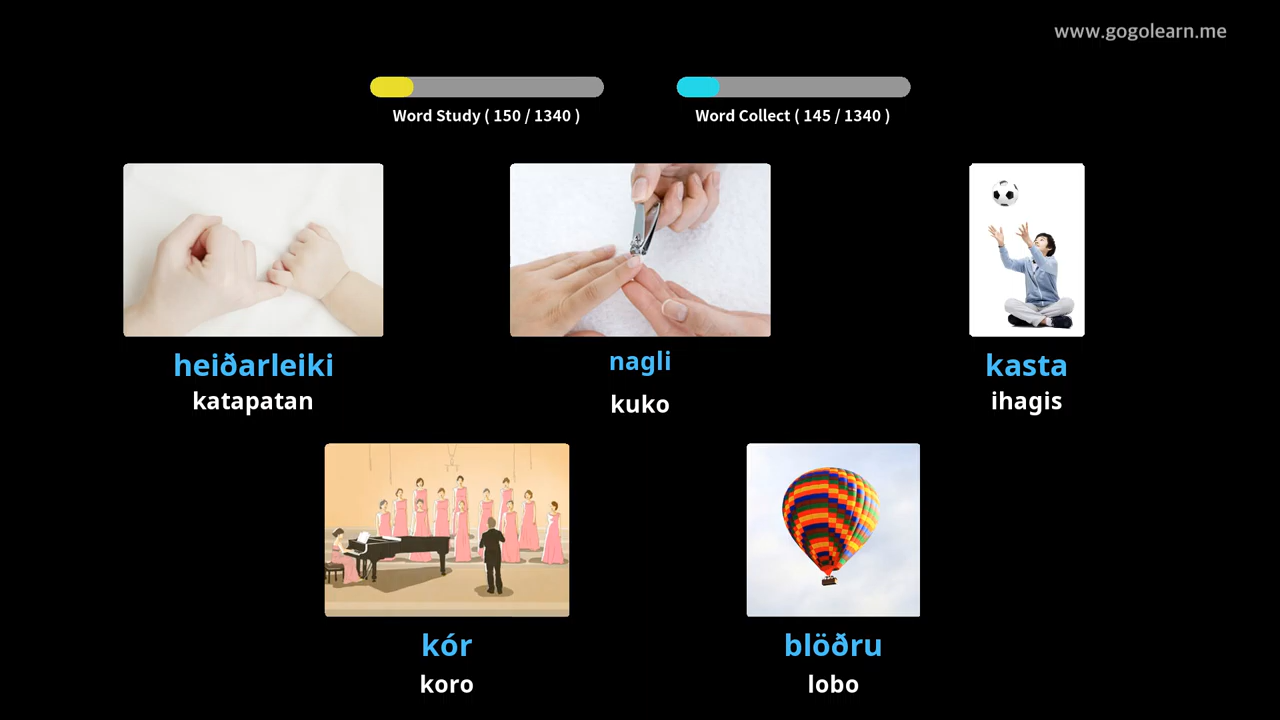 www.gogolearn.me
Word Study ( 150 / 1340 )
Word Collect ( 145 / 1340 )
heiðarleiki
katapatan
nagli
kuko
kasta
ihagis
kór
koro
blöðru
lobo